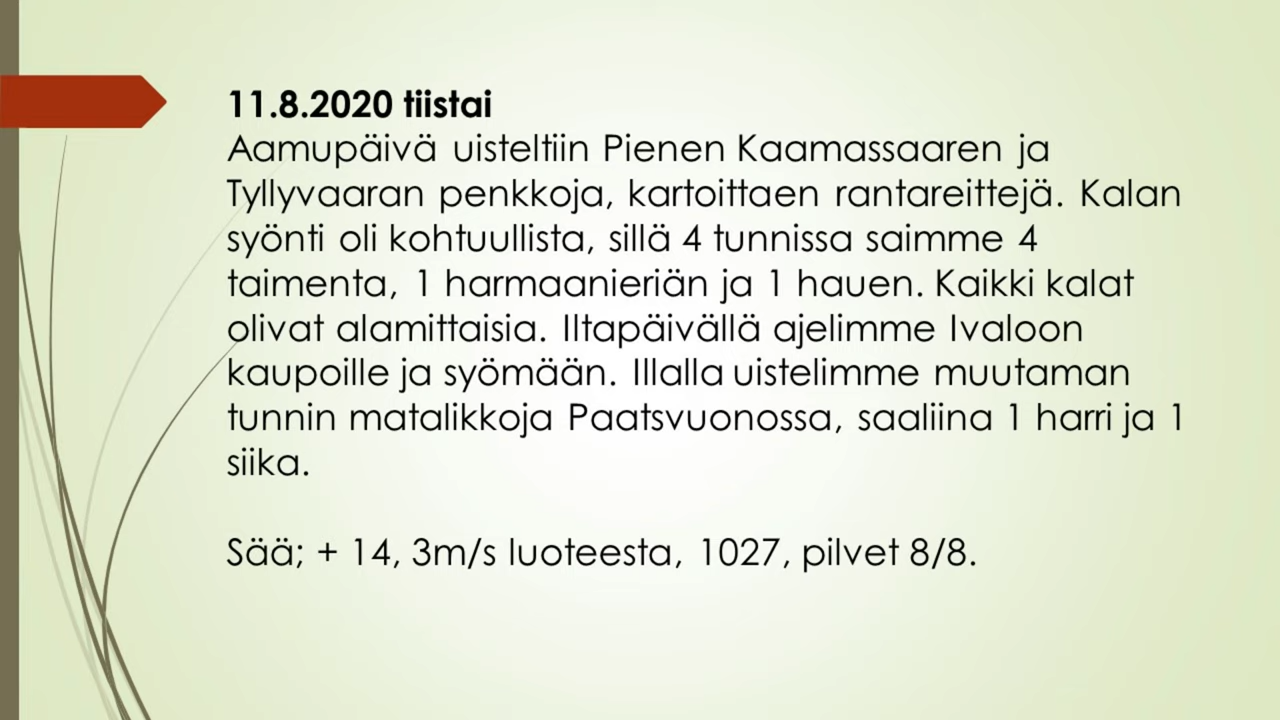 11.8.2020 tiistai
Aamupäivä uisteltiin Pienen Kaamassaaren ja
Tyllyvaaran penkkoja, kartoittaen rantareittejä. Kalan
syönti oli kohtuullista, sillä 4 tunnissa saimme 4
taimenta, 1 harmaanieriän ja 1 hauen. Kaikki kalat
olivat alamittaisia. Iltapäivällä ajelimme Ivaloon
kaupoille ja syömään. Illalla uistelimme muutaman
tunnin matalikkoja Paatsvuonossa, saaliina 1 harri ja 1
siika.
Sää; + 14, 3m/s luoteesta, 1027, pilvet 8/8.